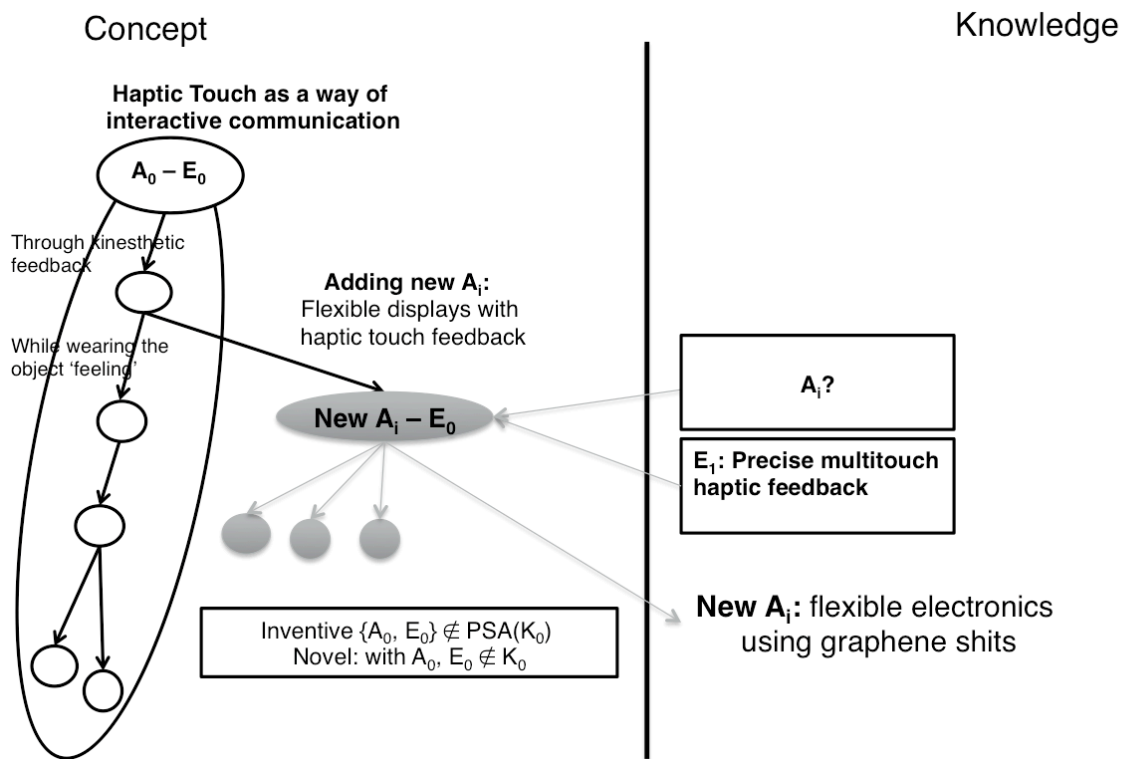 Concept
Knowledge
Haptic Touch as a way of
interactive communication
A₀ – E₀
Through kinesthetic
feedback
Adding new Aᵢ:
Flexible displays with
haptic touch feedback
While wearing the
object ‘feeling’
New Aᵢ – E₀
Aᵢ?
E₁: Precise multitouch
haptic feedback
New Aᵢ: flexible electronics
using graphene shits
Inventive {A₀, E₀} ∉ PSA(K₀)
Novel: with A₀, E₀ ∉ K₀